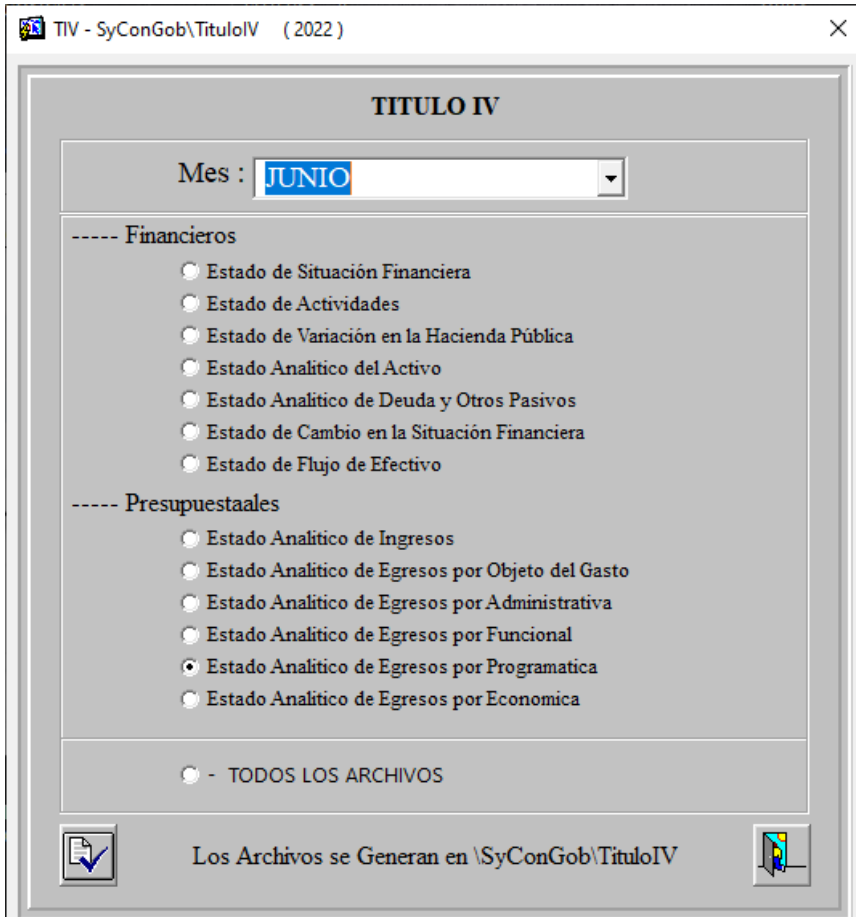 TIV - SyConGob\TituloIV ( 2022 )
TITULO IV
Mes : JUNIO
----- Financieros
Estado de Situación Financiera
Estado de Actividades
Estado de Variación en la Hacienda Pública
Estado Analitico del Activo
Estado Analitico de Deuda y Otros Pasivos
Estado de Cambio en la Situación Financiera
Estado de Flujo de Efectivo
----- Presupuestaales
Estado Analitico de Ingresos
Estado Analitico de Egresos por Objeto del Gasto
Estado Analitico de Egresos por Administrativa
Estado Analitico de Egresos por Funcional
Estado Analitico de Egresos por Programatica
Estado Analitico de Egresos por Economica
- TODOS LOS ARCHIVOS
Los Archivos se Generan en \SyConGob\TituloIV